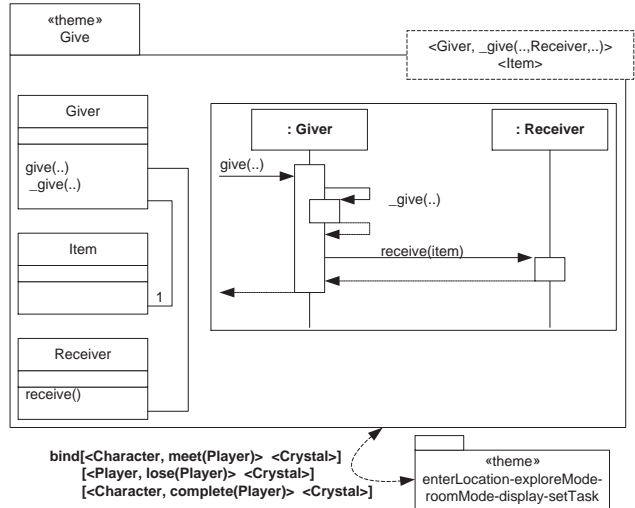 «theme»
Give
<Giver, _give(..,Receiver,..)>
<Item>
Giver
give(..)
_give(..)
Item
1
Receiver
receive()
: Giver
: Receiver
give(..)
_give(..)
receive(item)
bind[<Character, meet(Player)> <Crystal>]
[<Player, lose(Player)> <Crystal>]
[<Character, complete(Player)> <Crystal>]
«theme»
enterLocation-exploreMode-
roomMode-display-setTask